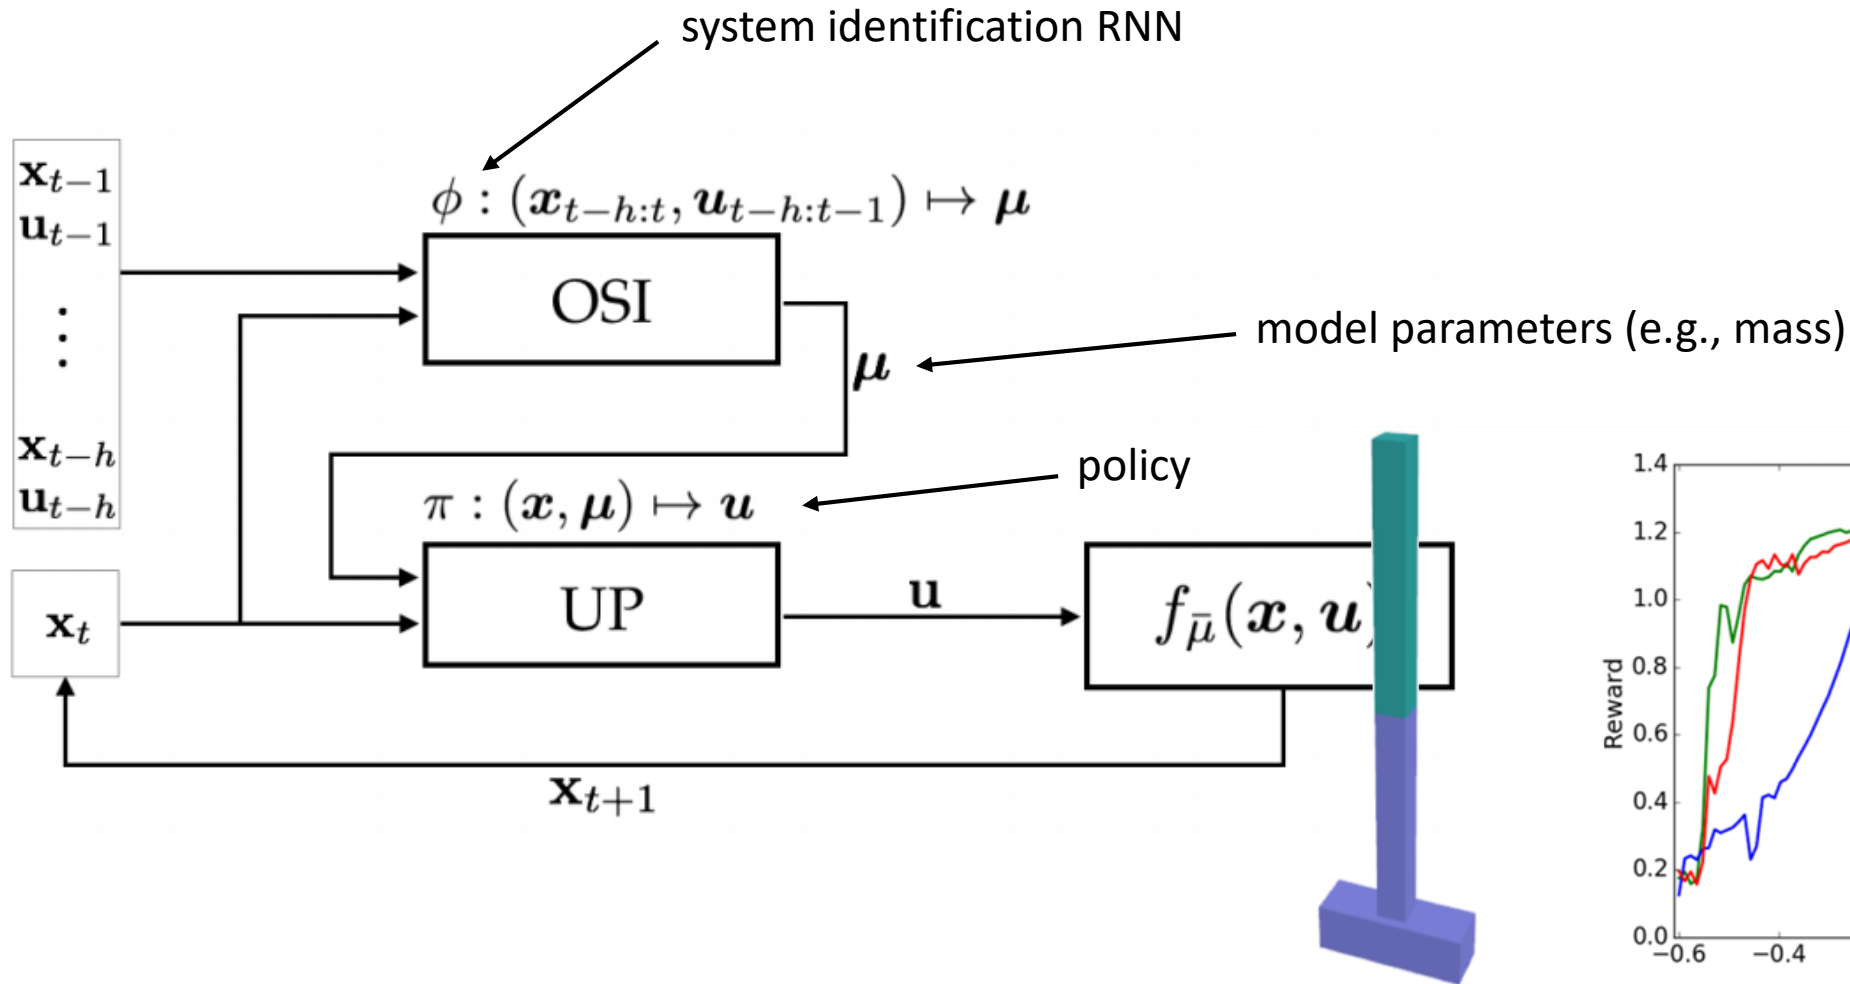 system identification RNN
x_{t−1}
u_{t−1}
⋮
x_{t−h}
u_{t−h}
ϕ : (x_{t−h:t}, u_{t−h:t−1}) ↦ μ
OSI
μ
model parameters (e.g., mass)
policy
π : (x, μ) ↦ u
x_t
UP
u
f_{\bar{μ}}(x, u)
x_{t+1}
Reward
1.4
1.2
1.0
0.8
0.6
0.4
0.2
0.0
−0.6 −0.4